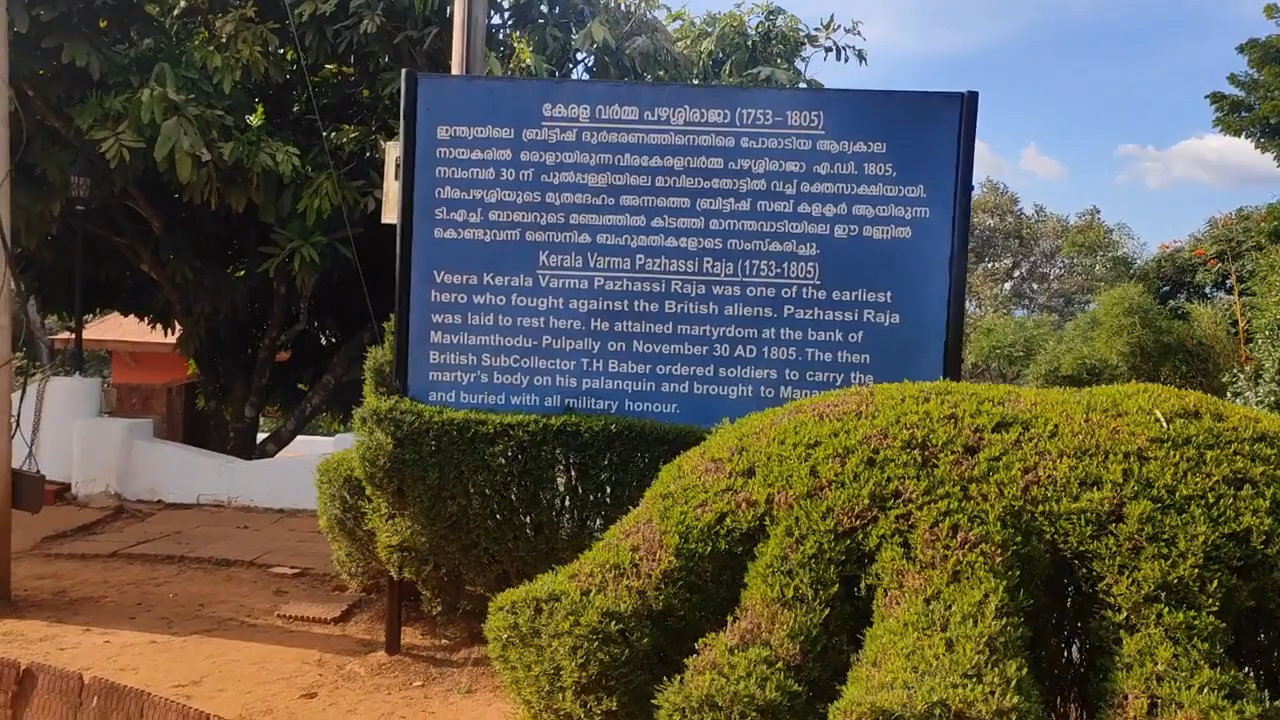 കേരള വർമ്മ പഴശ്ശിരാജാ (1753-1805)
ഇന്ത്യയിലെ ബ്രിട്ടീഷ് ദുർഭരണത്തിനെതിരെ പോരാടിയ ആദ്യകാല
നായകരിൽ ഒരാളായിരുന്ന വീരകേരളവർമ്മ പഴശ്ശിരാജാ എ.ഡി. 1805,
നവംബർ 30 ന് പുൽപ്പള്ളിയിലെ മാവിലാംതോട്ടിൽ വച്ച് രക്തസാക്ഷിയായി.
വീരപഴശ്ശിയുടെ മൃതദേഹം അന്നത്തെ ബ്രിട്ടീഷ് സബ് കളക്ടർ ആയിരുന്ന
ടി.എച്ച്. ബാബറുടെ മഞ്ചത്തിൽ കിടത്തി മാനന്തവാടിയിലെ ഈ മണ്ണിൽ
കൊണ്ടുവന്ന് സൈനിക ബഹുമതികളോടെ സംസ്കരിച്ചു.
Kerala Varma Pazhassi Raja (1753-1805)
Veera Kerala Varma Pazhassi Raja was one of the earliest
hero who fought against the British aliens. Pazhassi Raja
was laid to rest here. He attained martyrdom at the bank of
Mavilamthodu- Pulpally on November 30 AD 1805. The then
British SubCollector T.H Baber ordered soldiers to carry the
martyr's body on his palanquin and brought to
and buried with all military honour.